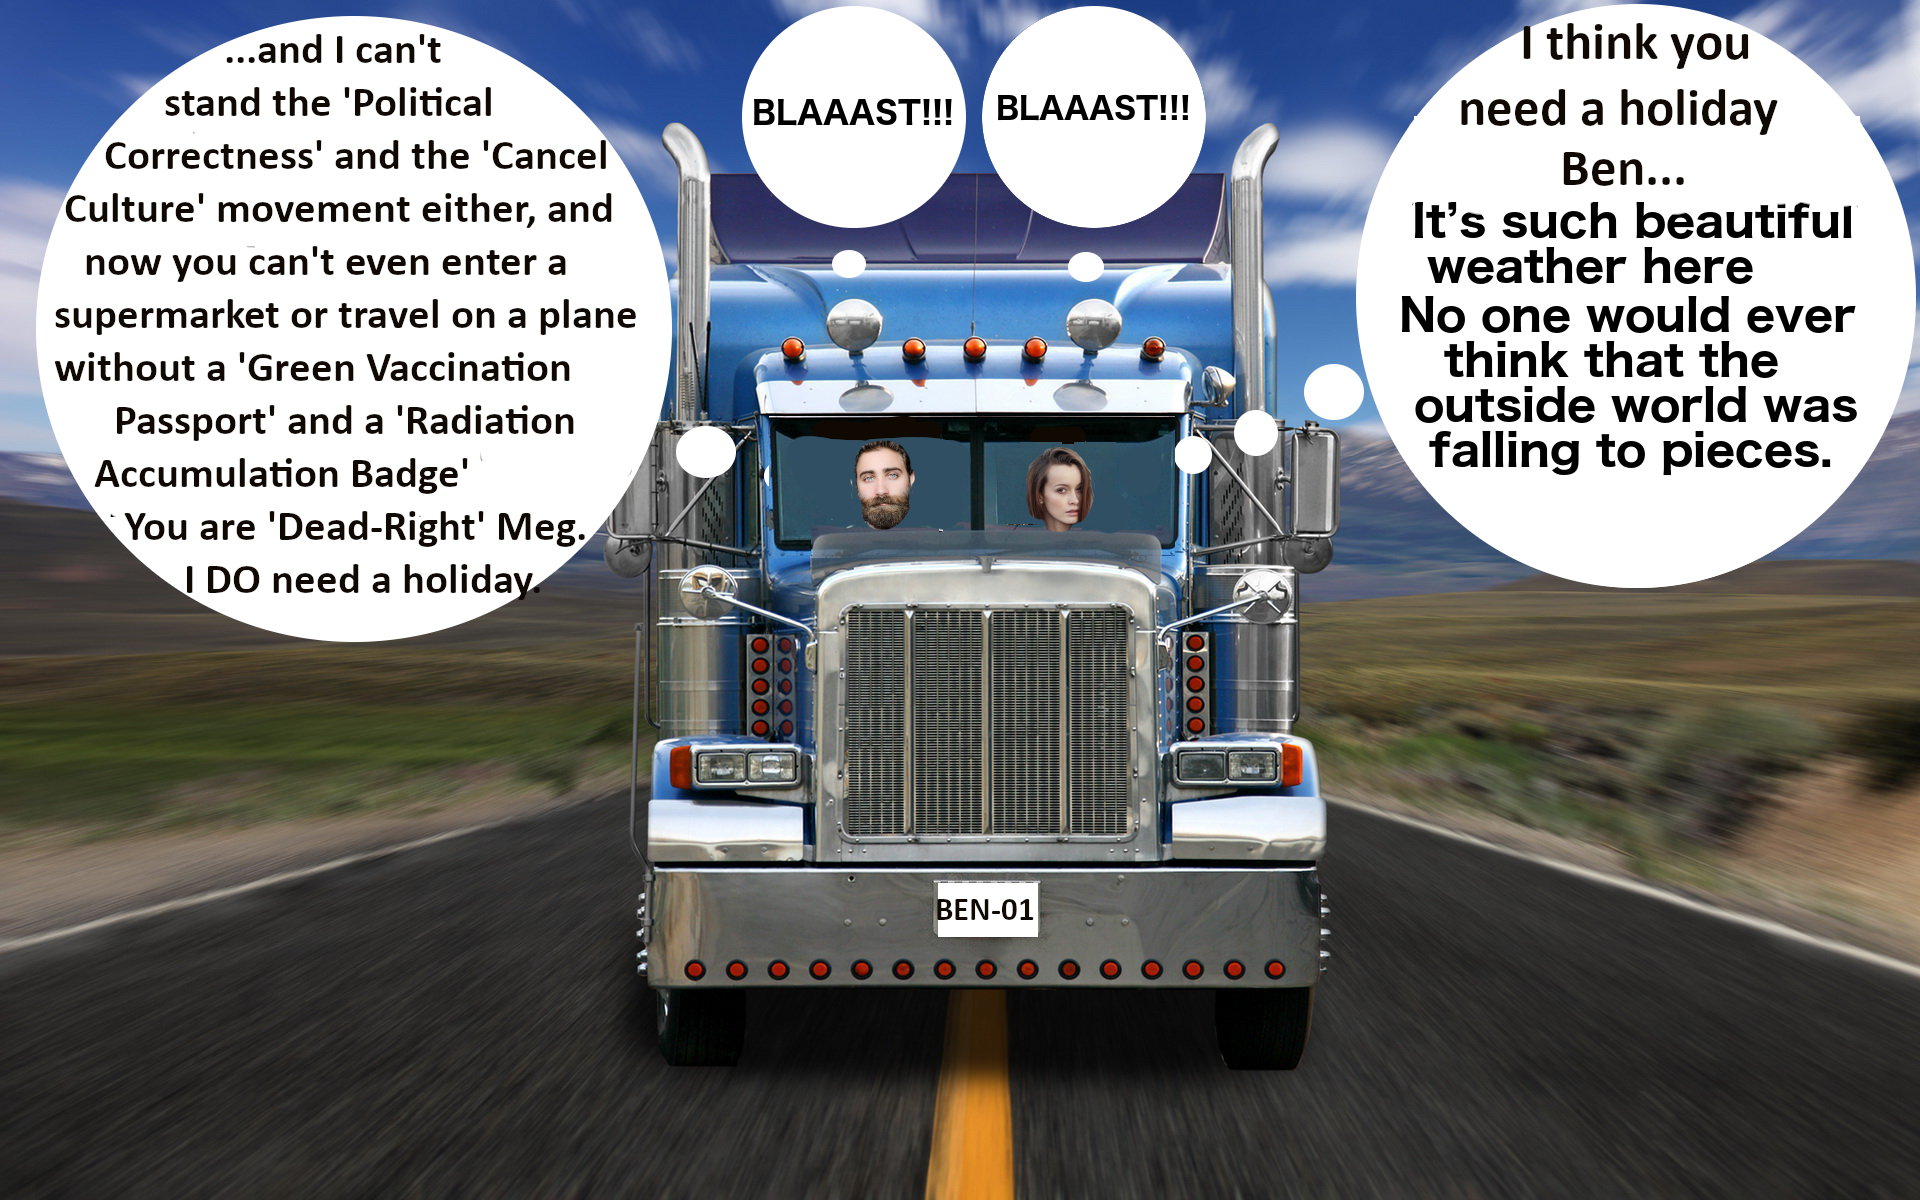 ...and I can't
stand the 'Political
Correctness' and the 'Cancel
Culture' movement either, and
now you can't even enter a
supermarket or travel on a plane
without a 'Green Vaccination
Passport' and a 'Radiation
Accumulation Badge'
You are 'Dead-Right' Meg.
I DO need a holiday.
BLAAAST!!!
BLAAAST!!!
I think you
need a holiday
Ben...
It’s such beautiful
weather here
No one would ever
think that the
outside world was
falling to pieces.
BEN-01